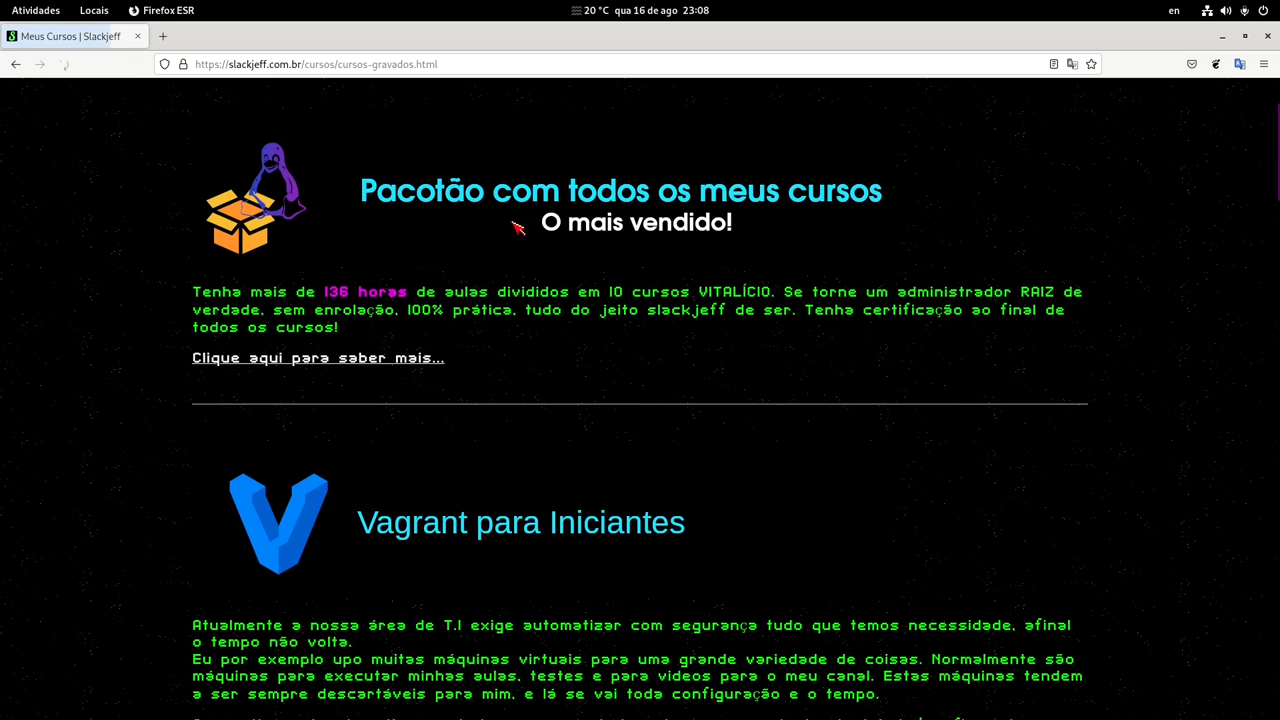 Atividades Locais Firefox ESR 20 °C qua 16 de ago 23:08 en
Meus Cursos | Slackjeff
https://slackjeff.com.br/cursos/cursos-gravados.html
Pacotão com todos os meus cursos
O mais vendido!
Tenha mais de 136 horas de aulas divididos em 10 cursos VITALÍCIO. Se torne um administrador RAIZ de
verdade, sem enrolação, 100% prática, tudo do jeito slackjeff de ser. Tenha certificação ao final de
todos os cursos!
Clique aqui para saber mais...
Vagrant para Iniciantes
Atualmente a nossa área de T.I exige automatizar com segurança tudo que temos necessidade, afinal
o tempo não volta.
Eu por exemplo upo muitas máquinas virtuais para uma grande variedade de coisas. Normalmente são
máquinas para executar minhas aulas, testes e para videos para o meu canal. Estas máquinas tendem
a ser sempre descartáveis para mim, e lá se vai toda configuração e o tempo.